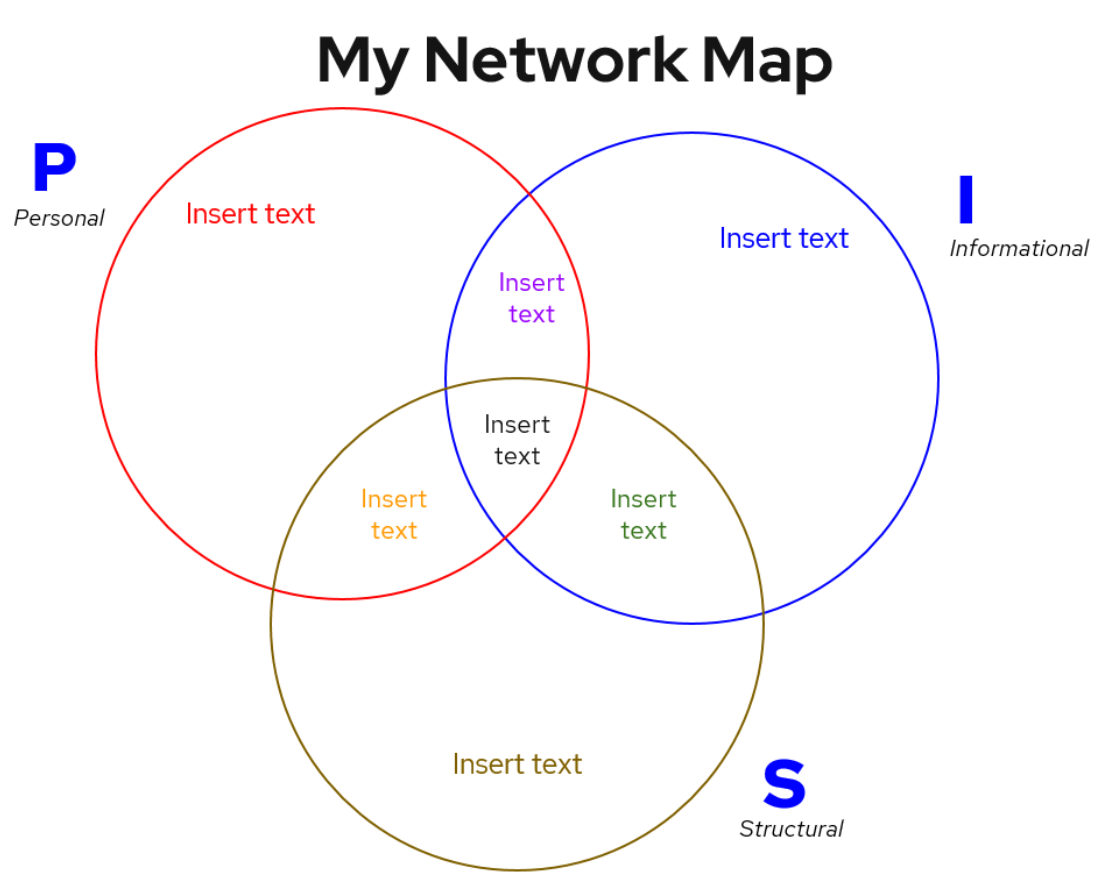 My Network Map
P
Personal
I
Informational
Insert text
Insert text
Insert
text
Insert
text
Insert
text
Insert
text
Insert text
S
Structural